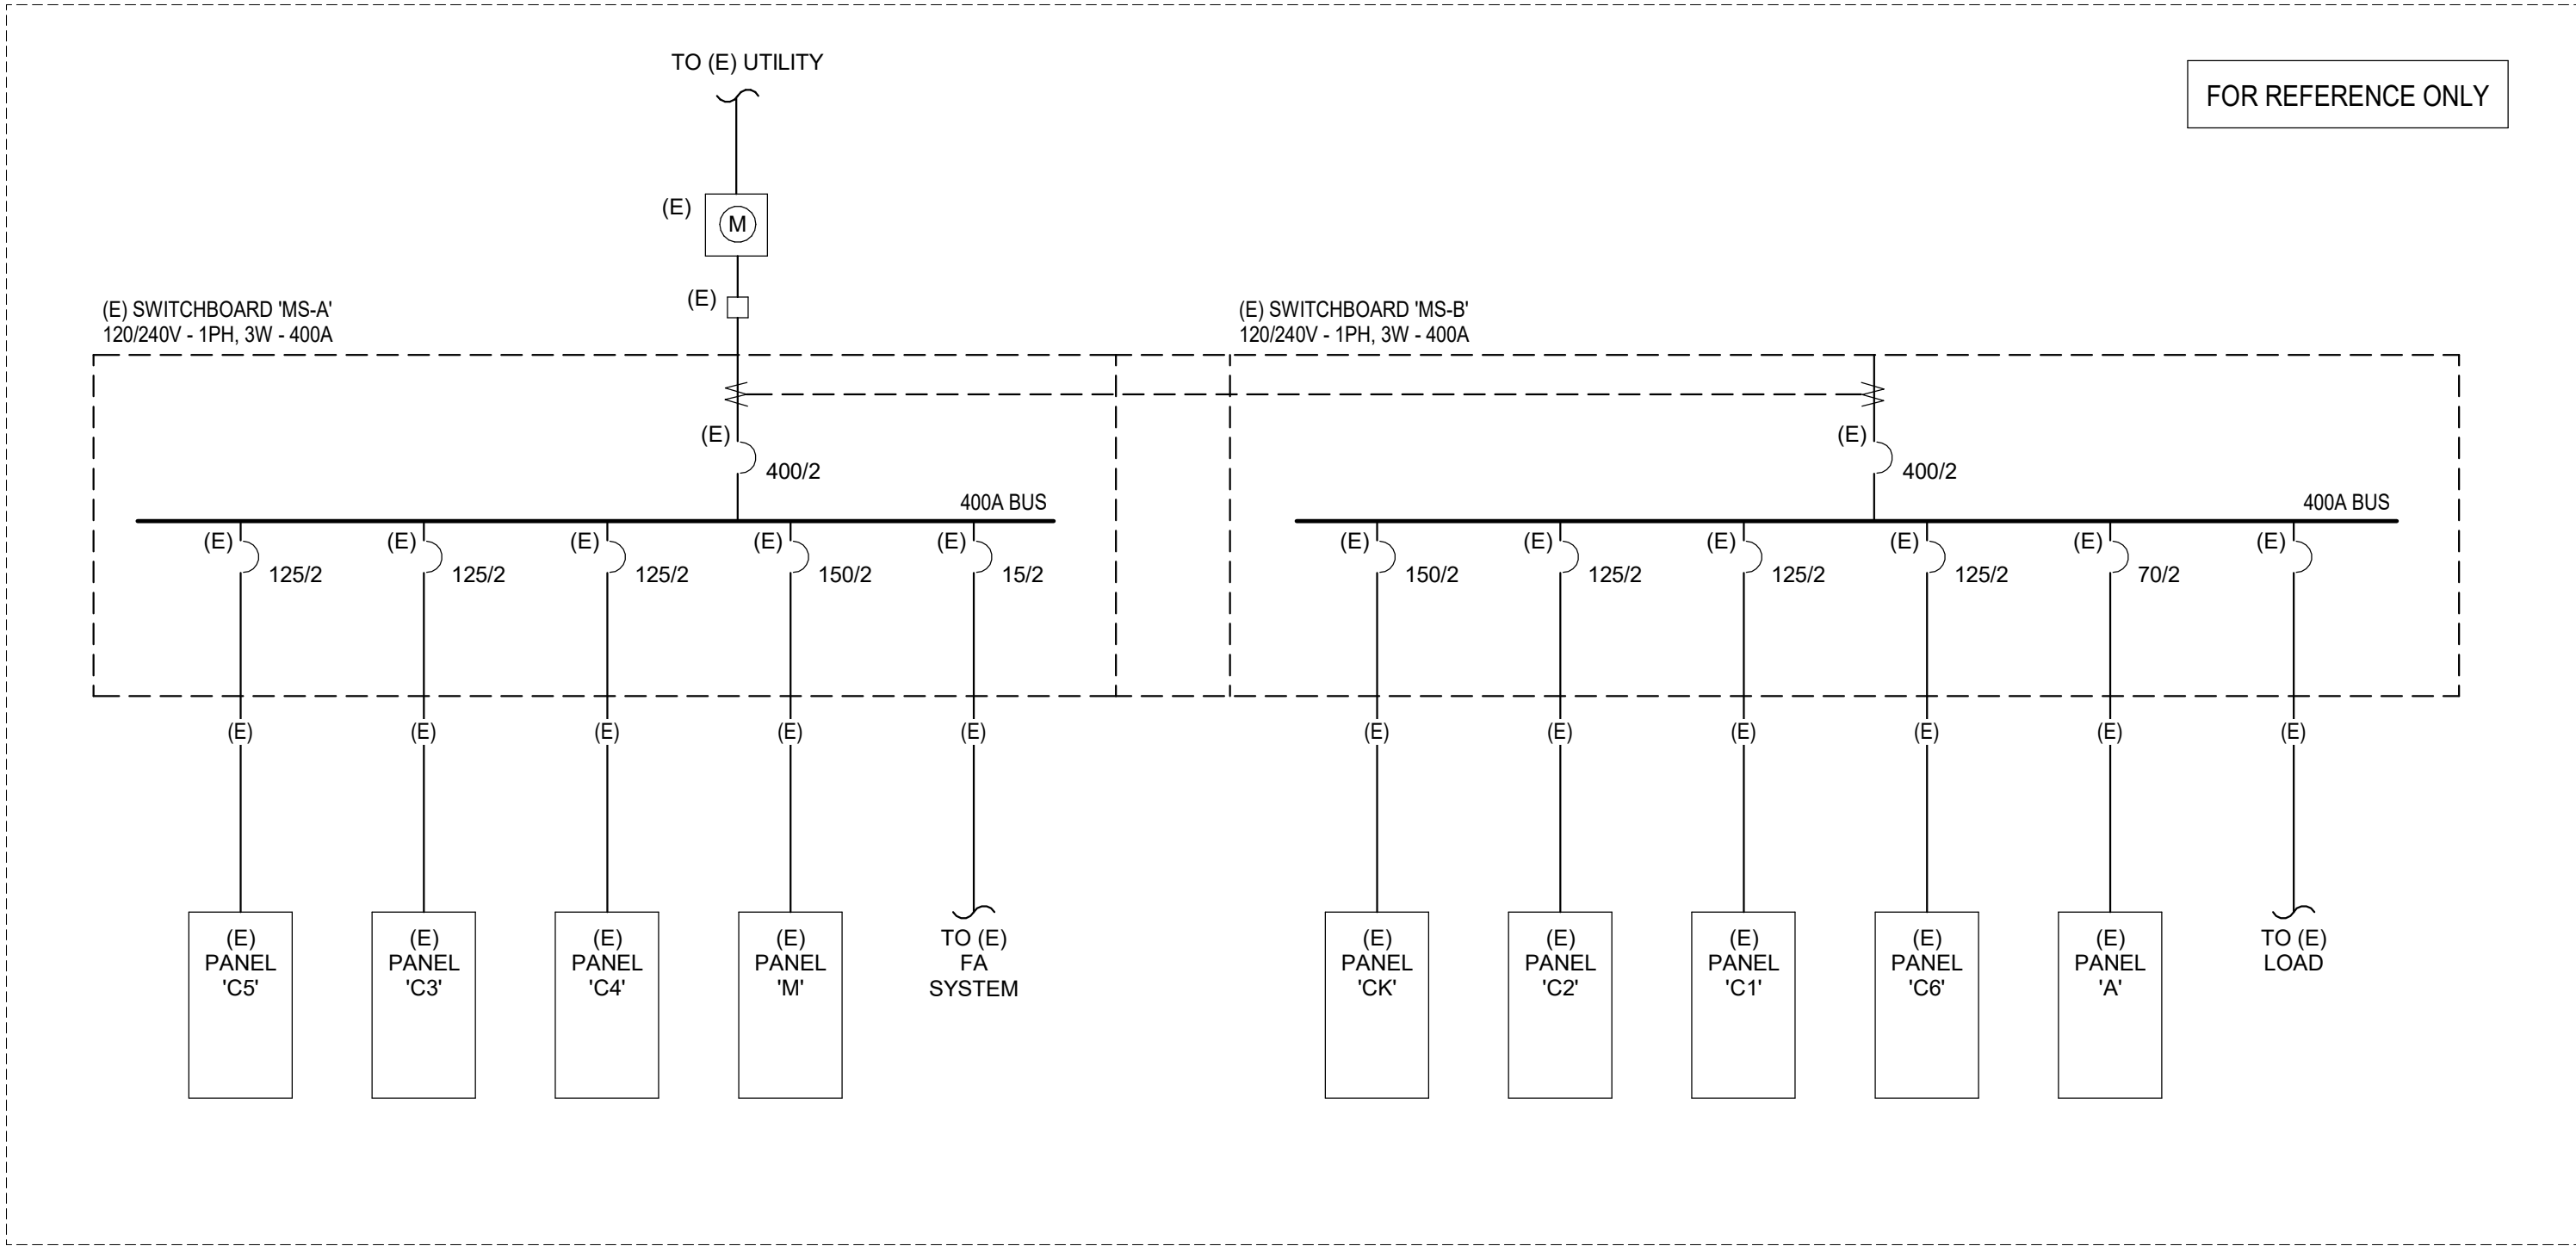 TO (E) UTILITY
FOR REFERENCE ONLY
(E)
M
(E)
(E) SWITCHBOARD 'MS-A'
120/240V - 1PH, 3W - 400A
(E) SWITCHBOARD 'MS-B'
120/240V - 1PH, 3W - 400A
(E)
400/2
(E)
400/2
400A BUS
400A BUS
(E)
125/2
(E)
125/2
(E)
125/2
(E)
150/2
(E)
15/2
(E)
150/2
(E)
125/2
(E)
125/2
(E)
125/2
(E)
70/2
(E)
(E)
(E)
(E)
(E)
(E)
(E)
(E)
(E)
(E)
(E)
(E)
(E)
PANEL
'C5'
(E)
PANEL
'C3'
(E)
PANEL
'C4'
(E)
PANEL
'M'
TO (E)
FA
SYSTEM
(E)
PANEL
'CK'
(E)
PANEL
'C2'
(E)
PANEL
'C1'
(E)
PANEL
'C6'
(E)
PANEL
'A'
TO (E)
LOAD